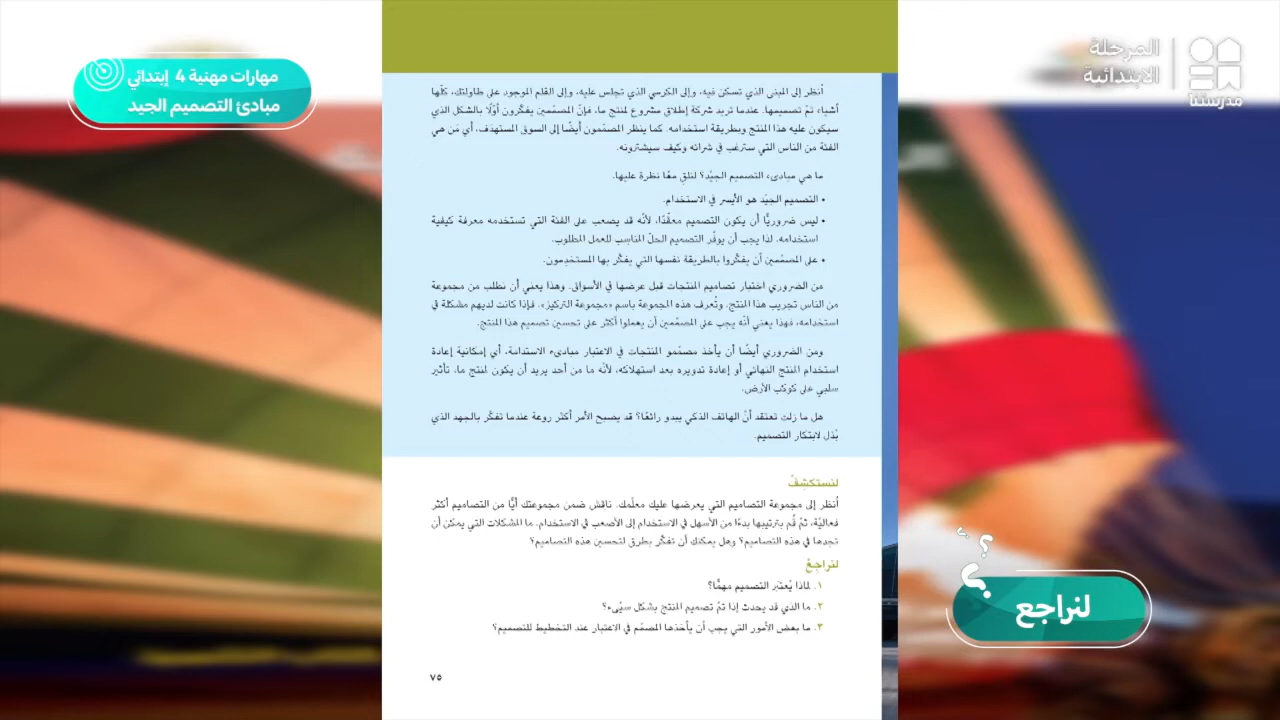 مهارات مهنية 4 إبتدائي
مبادئ التصميم الجيد
المرحلة
الابتدائية
مدرستنا
أنظر إلى المبنى الذي تسكن فيه، وإلى الكرسي الذي تجلس عليه، وإلى القلم الموجود على طاولتك، كلّها
أشياء تمّ تصميمها. عندما تريد شركة إطلاق مشروع لمنتج ما، فإنّ المصمّمين يفكّرون أوّلًا بالشكل الذي
سيكون عليه هذا المنتج وبطريقة استخدامه. كما ينظر المصمّمون أيضًا إلى السوق المستهدف، أي مَن هي
الفئة من الناس التي سترغب في شرائه وكيف سيشترونه.
ما هي مبادىء التصميم الجيّد؟ لنلقِ معًا نظرة عليها.
• التصميم الجيّد هو الأيسر في الاستخدام.
• ليس ضروريًّا أن يكون التصميم معقّدًا، لأنّه قد يصعب على الفئة التي تستخدمه معرفة كيفية
استخدامه. لذا يجب أن يوفّر التصميم الحلّ المناسِب للعمل المطلوب.
• على المصمّمين أن يفكّروا بالطريقة نفسها التي يفكّر بها المستخدِمون.
من الضروري اختبار تصاميم المنتجات قبل عرضها في الأسواق. وهذا يعني أن نطلب من مجموعة
من الناس تجريب هذا المنتج. وتُعرف هذه المجموعة باسم «مجموعة التركيز». فإذا كانت لديهم مشكلة في
استخدامه، فهذا يعني أنّه يجب على المصمّمين أن يعملوا أكثر على تحسين تصميم هذا المنتج.
ومن الضروري أيضًا أن يأخذ مصمّمو المنتجات في الاعتبار مبادىء الاستدامة، أي إمكانية إعادة
استخدام المنتج النهائي أو إعادة تدويره بعد استهلاكه، لأنّه ما من أحد يريد أن يكون لمنتج ما، تأثير
سلبي على كوكب الأرض.
هل ما زلت تعتقد أنّ الهاتف الذكي يبدو رائعًا؟ قد يصبح الأمر أكثر روعة عندما تفكّر بالجهد الذي
بُذل لابتكار التصميم.
لنستكشِفْ
أنظر إلى مجموعة التصاميم التي يعرضها عليك معلّمك. ناقش ضمن مجموعتك أيًّا من التصاميم أكثر
فعاليّة، ثمّ قُم بترتيبها بدءًا من الأسهل في الاستخدام إلى الأصعب في الاستخدام. ما المشكلات التي يمكن أن
تجدها في هذه التصاميم؟ وهل يمكنك أن تفكّر بطرق لتحسين هذه التصاميم؟
لنراجِعْ
١. لماذا يُعتبَر التصميم مهمًّا؟
٢. ما الذي قد يحدث إذا تمّ تصميم المنتج بشكل سيّىء؟
٣. ما بعض الأمور التي يجب أن يأخذها المصمّم في الاعتبار عند التخطيط للتصميم؟
٧٥
لنراجع